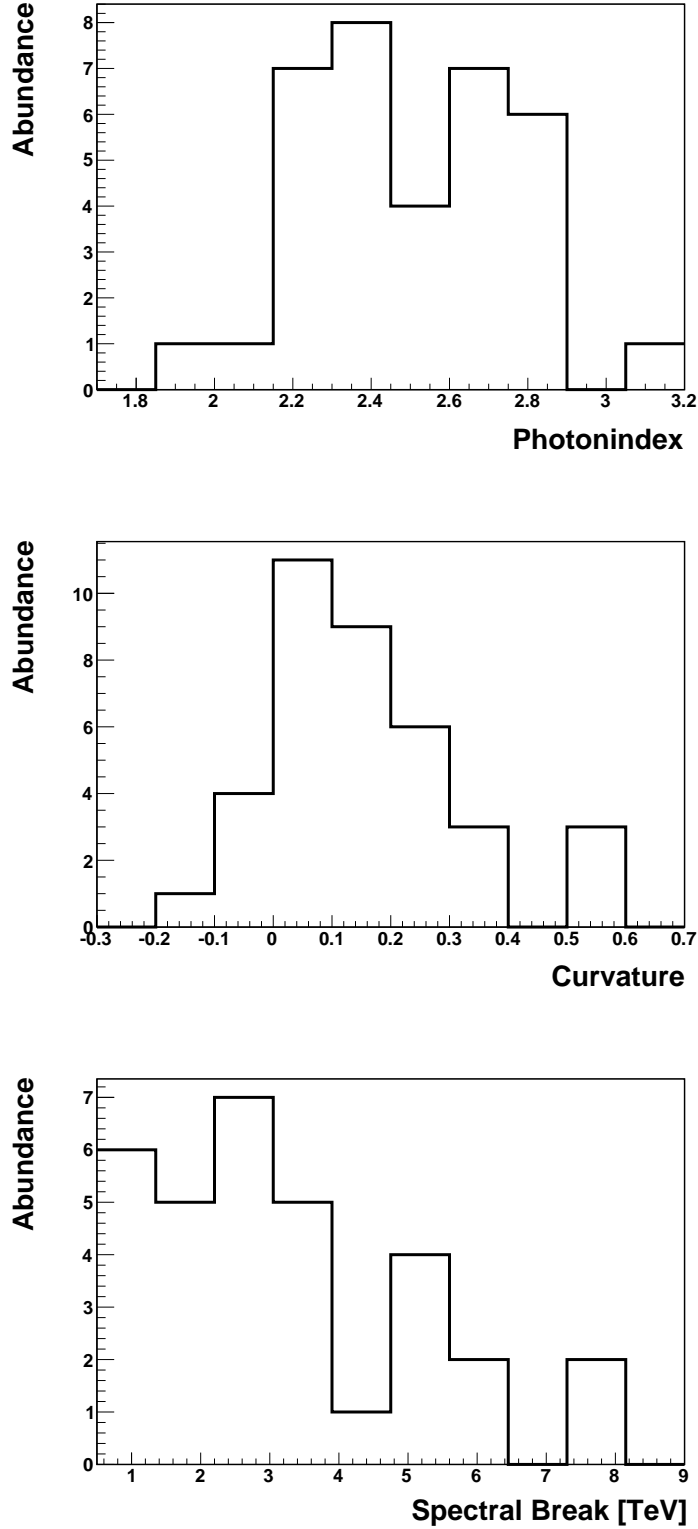 Abundance
8
7
6
5
4
3
2
1
0
1.8 2 2.2 2.4 2.6 2.8 3 3.2
Photonindex
Abundance
10
8
6
4
2
0
-0.3 -0.2 -0.1 0 0.1 0.2 0.3 0.4 0.5 0.6 0.7
Curvature
Abundance
7
6
5
4
3
2
1
0
1 2 3 4 5 6 7 8 9
Spectral Break [TeV]